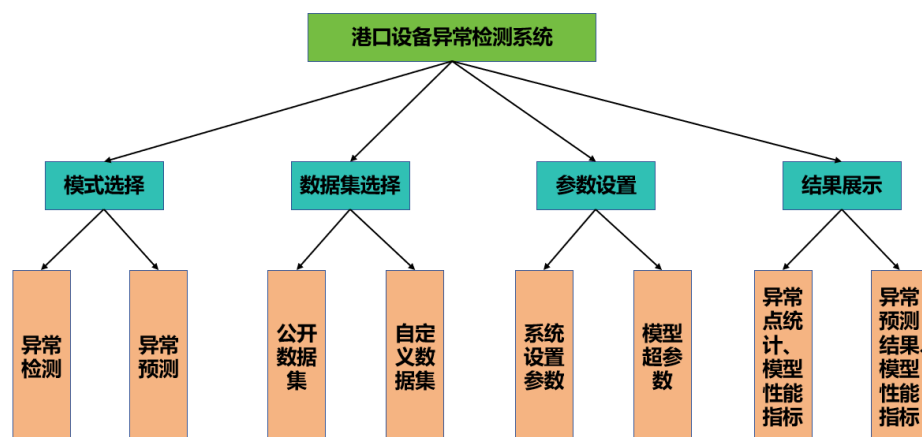 港口设备异常检测系统
模式选择
数据集选择
参数设置
结果展示
异常
检测
异常
预测
公开
数据
集
自定
义数
据集
系统
设置
参数
模型
超参
数
异常
点统
计、
模型
性能
指标
异常
预测
结果、
模型
性能
指标